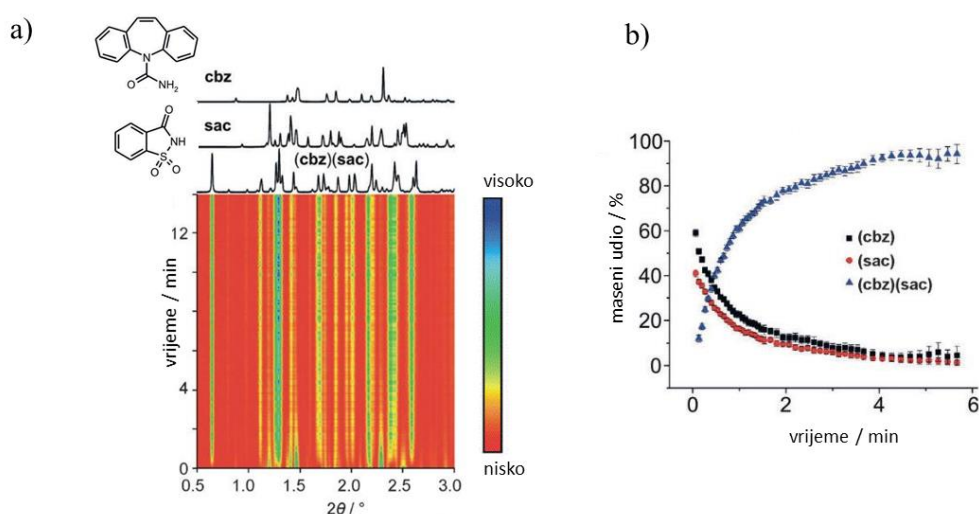 a)
N
O
NH₂
cbz
O
NH
S
O O
sac
(cbz)(sac)
visoko
nisko
vrijeme / min
12
4
0
0.5 1.0 1.5 2.0 2.5 3.0
2θ / °
b)
maseni udio / %
100
80
60
40
20
0
(cbz)
(sac)
(cbz)(sac)
0 2 4 6
vrijeme / min